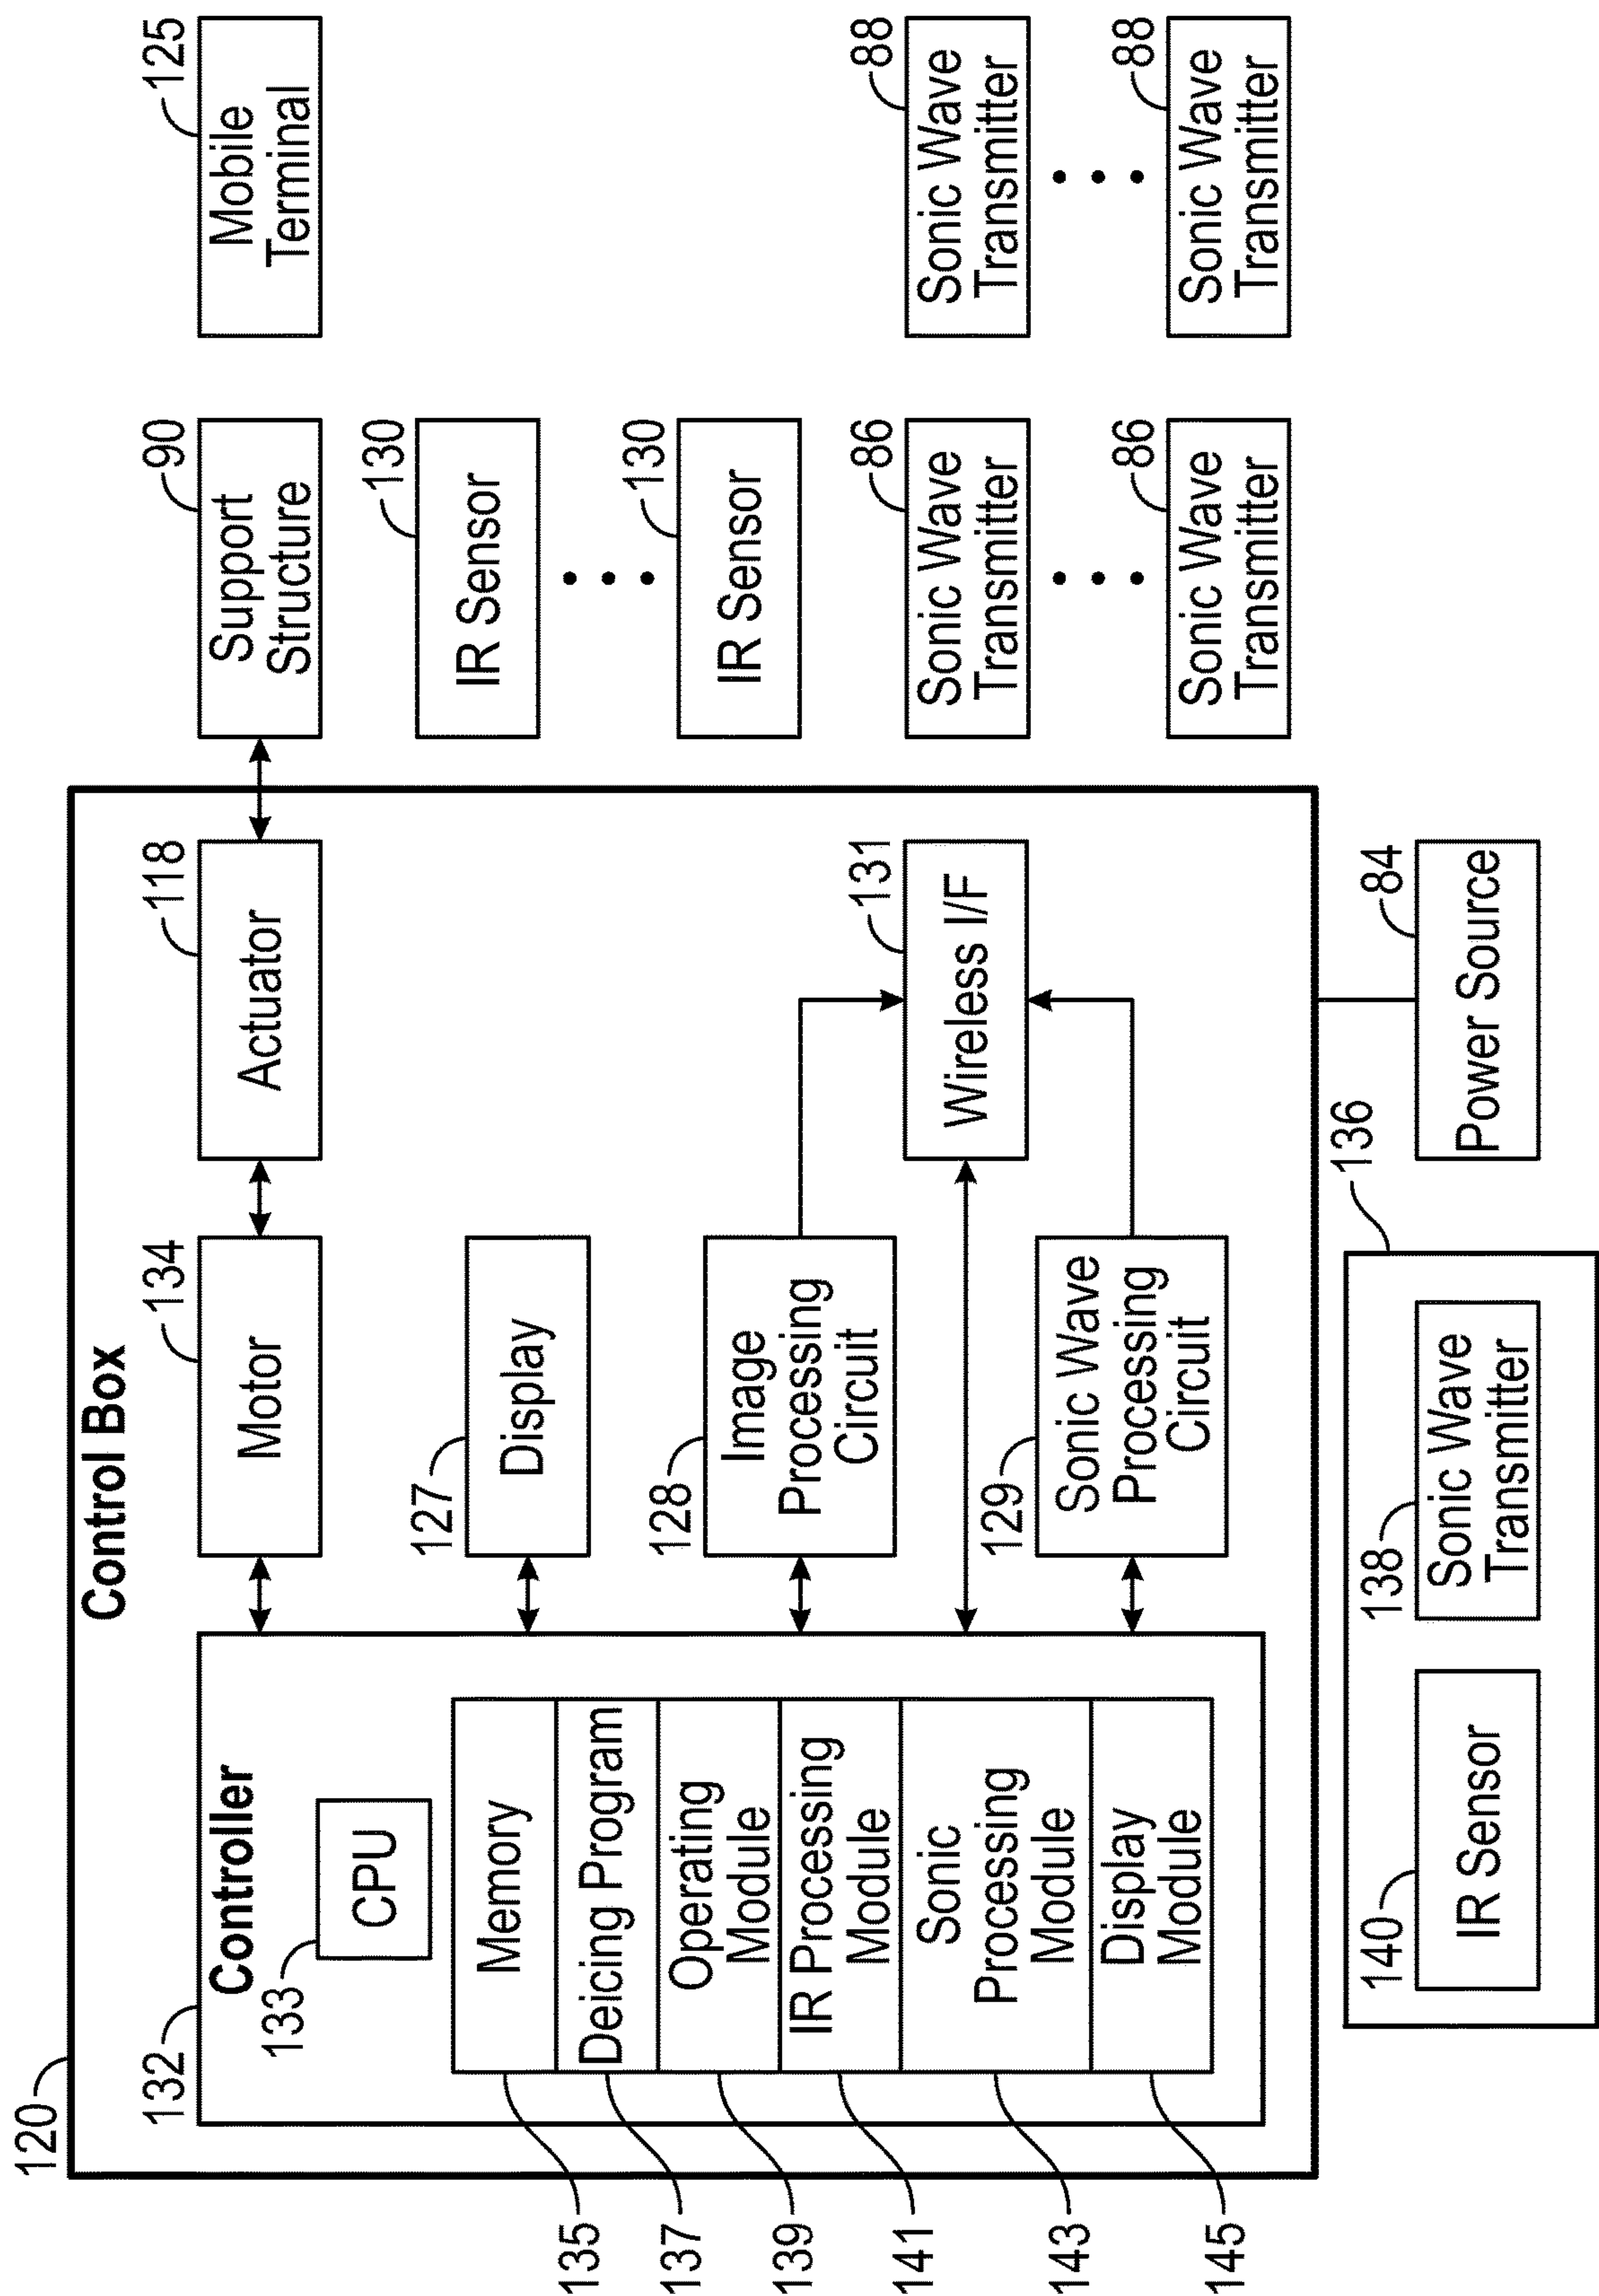 120
Control Box
132
Controller
133
CPU
Memory
Deicing Program
Operating
Module
IR Processing
Module
Sonic
Processing
Module
Display
Module
135
137
139
141
143
145
134
Motor
127
Display
128
Image
Processing
Circuit
129
Sonic Wave
Processing
Circuit
118
Actuator
131
Wireless I/F
90
Support
Structure
125
Mobile
Terminal
130
IR Sensor
130
IR Sensor
86
Sonic Wave
Transmitter
88
Sonic Wave
Transmitter
86
Sonic Wave
Transmitter
88
Sonic Wave
Transmitter
136
140
IR Sensor
138
Sonic Wave
Transmitter
84
Power Source